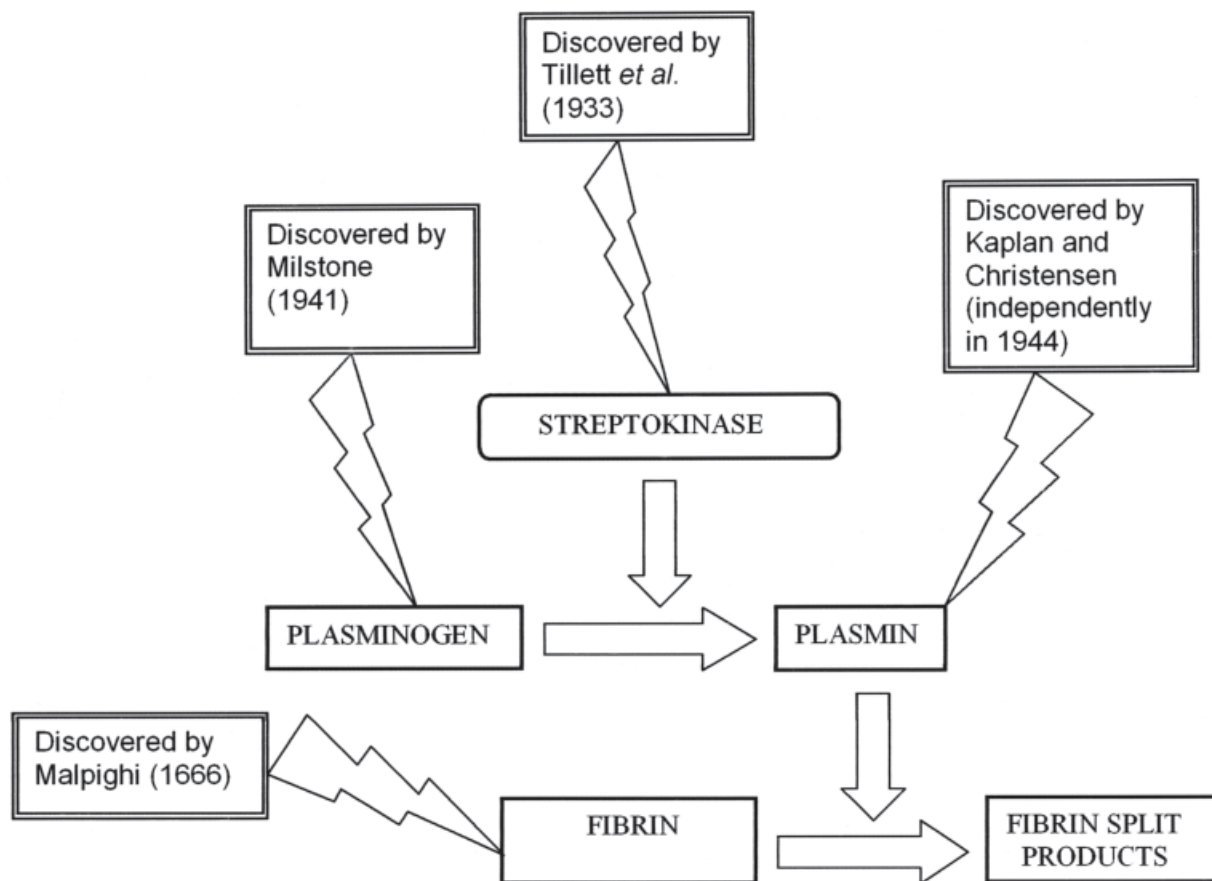 Discovered by
Tillett et al.
(1933)
Discovered by
Milstone
(1941)
Discovered by
Kaplan and
Christensen
(independently
in 1944)
STREPTOKINASE
PLASMINOGEN
PLASMIN
Discovered by
Malpighi (1666)
FIBRIN
FIBRIN SPLIT
PRODUCTS